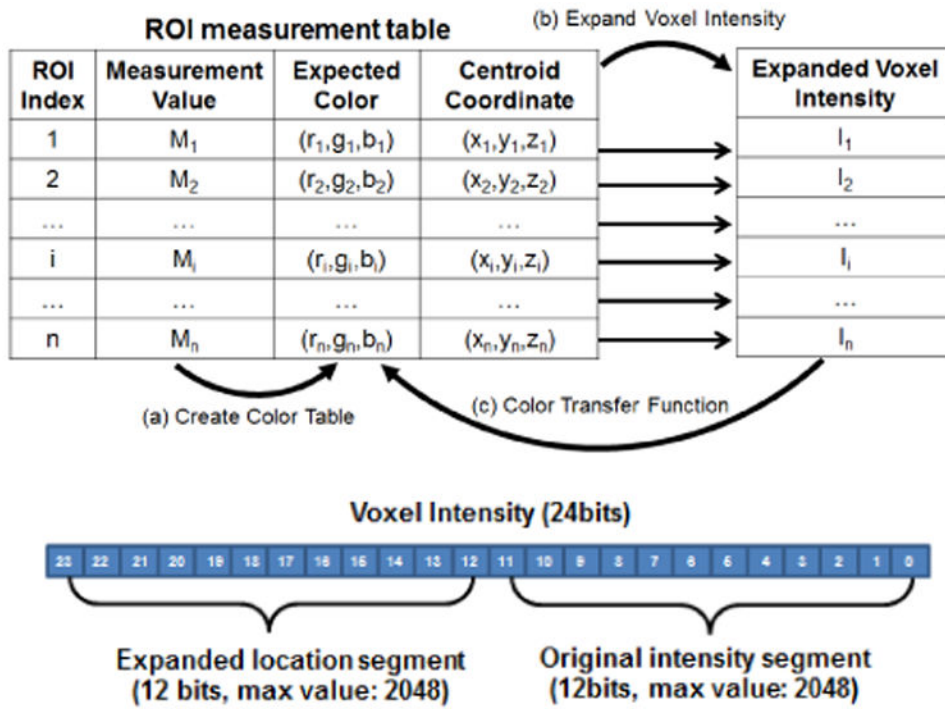 (b) Expand Voxel Intensity
ROI measurement table
ROI Index Measurement Value Expected Color Centroid Coordinate Expanded Voxel Intensity
1 M₁ (r₁,g₁,b₁) (x₁,y₁,z₁) I₁
2 M₂ (r₂,g₂,b₂) (x₂,y₂,z₂) I₂
... ... ... ... ...
i Mᵢ (rᵢ,gᵢ,bᵢ) (xᵢ,yᵢ,zᵢ) Iᵢ
... ... ... ... ...
n Mₙ (rₙ,gₙ,bₙ) (xₙ,yₙ,zₙ) Iₙ
(a) Create Color Table
(c) Color Transfer Function
Voxel Intensity (24bits)
23 22 21 20 19 18 17 16 15 14 13 12 11 10 9 8 7 6 5 4 3 2 1 0
Expanded location segment
(12 bits, max value: 2048)
Original intensity segment
(12bits, max value: 2048)